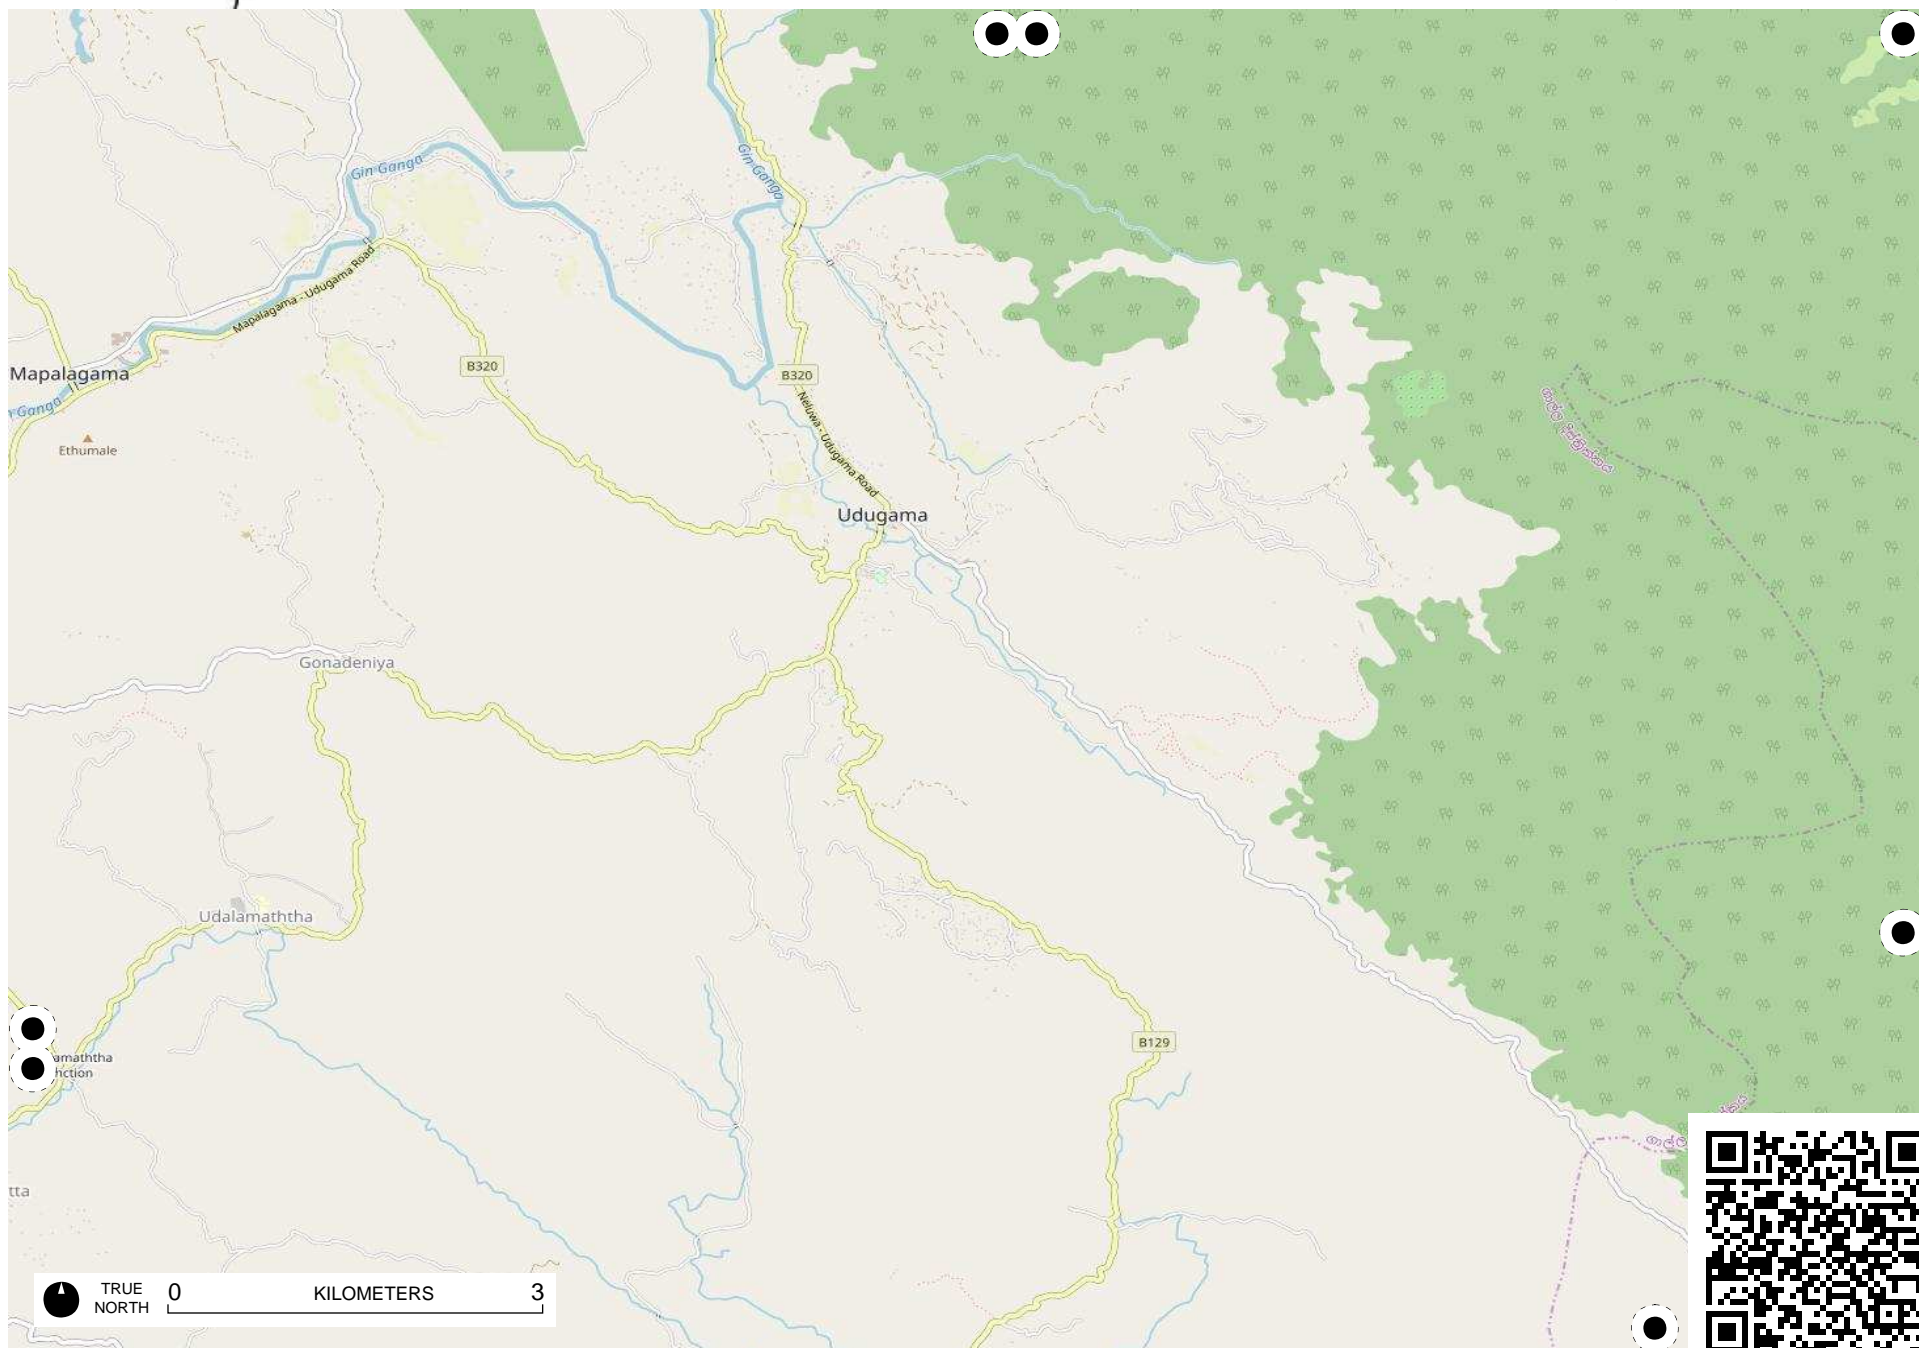 Gin Ganga
Gin Ganga
Mapalagama - Udugama Road
B320
B320
Mapalagama
Ganga
Neluwa - Udugama Road
Ethumale
Udugama
Gonadeniya
Udalamaththa
amaththa
nction
B129
tta
TRUE
NORTH
0 KILOMETERS 3